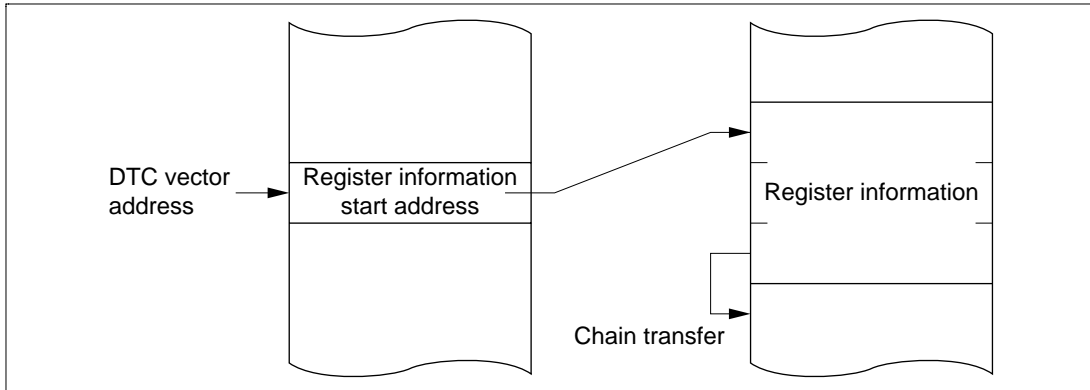 DTC vector
address
Register information
start address
Register information
Chain transfer